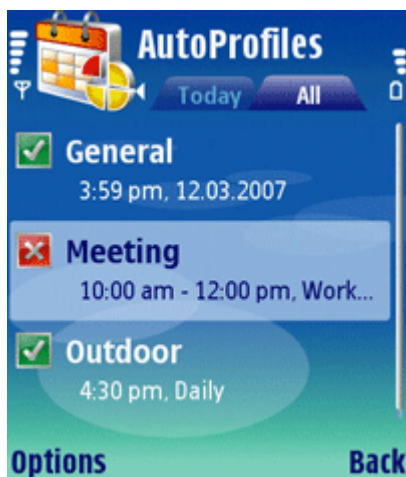 AutoProfiles
Today All
General
3:59 pm, 12.03.2007
Meeting
10:00 am - 12:00 pm, Work...
Outdoor
4:30 pm, Daily
Options Back